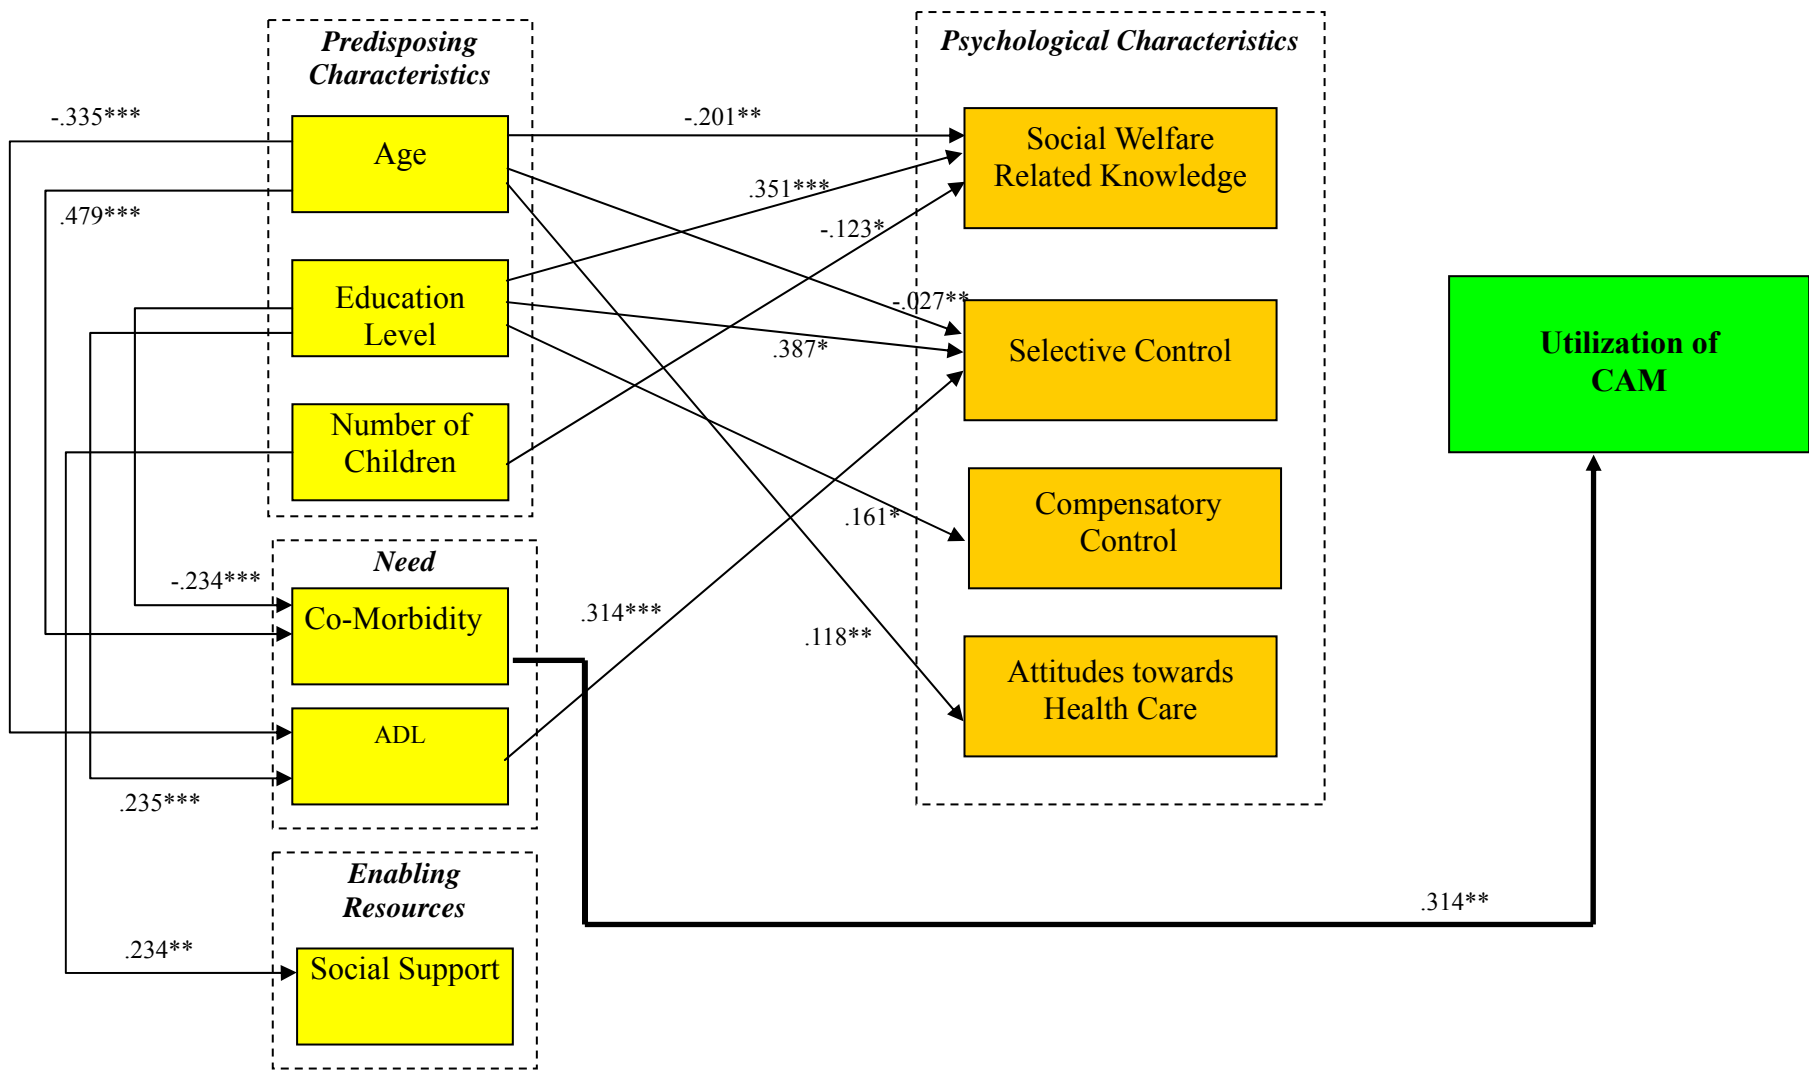 Predisposing
Characteristics
Psychological Characteristics
-.335***
-.201**
Age
Social Welfare
Related Knowledge
.351***
.479***
-.123*
Education
Level
-.027**
.387*
Selective Control
Utilization of
CAM
Number of
Children
.161*
Compensatory
Control
Need
-.234***
Co-Morbidity
.314***
.118**
Attitudes towards
Health Care
ADL
.235***
Enabling
Resources
.314**
.234**
Social Support